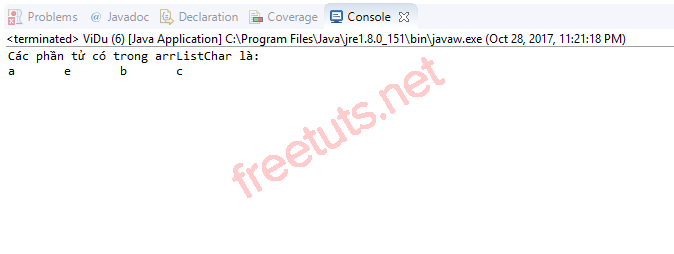 Problems @ Javadoc Declaration Coverage Console
<terminated> ViDu (6) [Java Application] C:\Program Files\Java\jre1.8.0_151\bin\javaw.exe (Oct 28, 2017, 11:21:18 PM)
Các phần tử có trong arrListChar là:
a e b c
freetuts.net